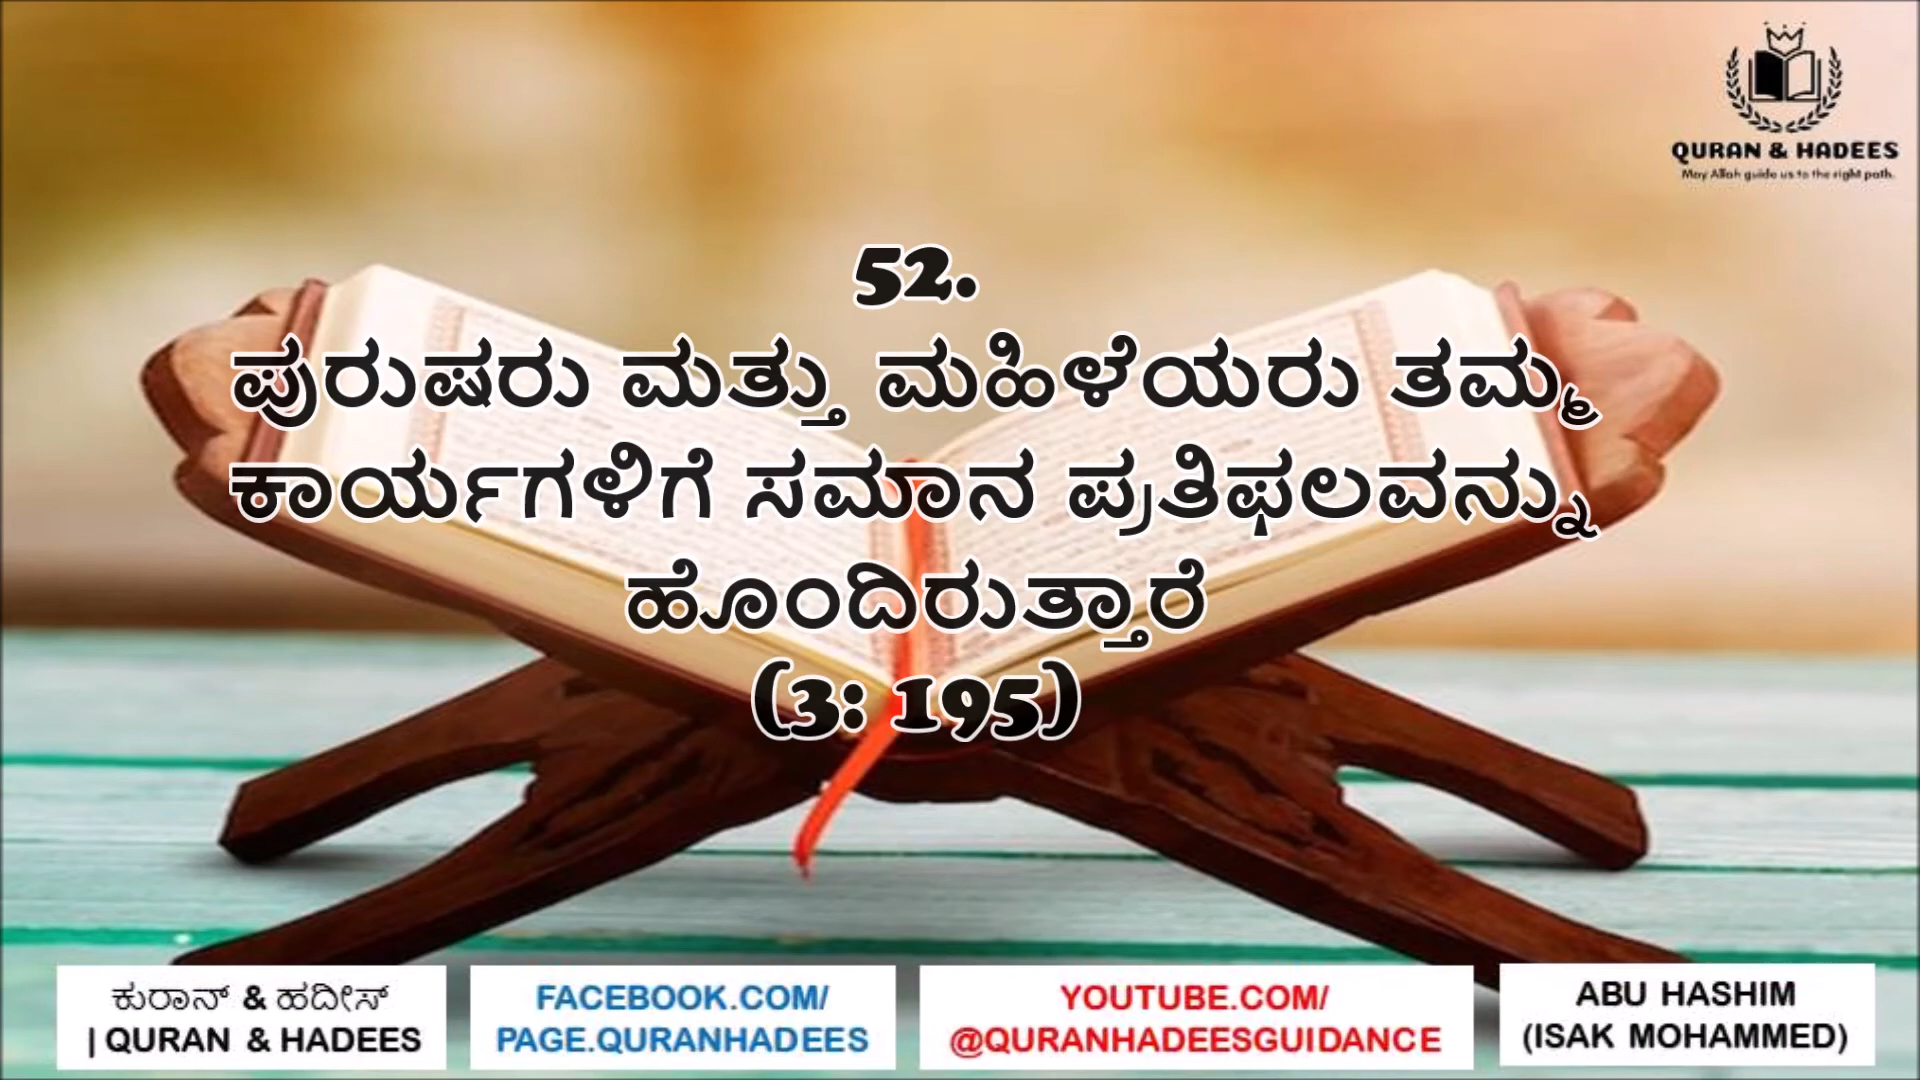 QURAN & HADEES
May Allah guide us to the right path.
52.
ಪುರುಷರು ಮತ್ತು ಮಹಿಳೆಯರು ತಮ್ಮ
ಕಾರ್ಯಗಳಿಗೆ ಸಮಾನ ಪ್ರತಿಫಲವನ್ನು
ಹೊಂದಿರುತ್ತಾರೆ
(3: 195)
ಕುರಾನ್ & ಹದೀಸ್
| QURAN & HADEES
FACEBOOK.COM/
PAGE.QURANHADEES
YOUTUBE.COM/
@QURANHADEESGUIDANCE
ABU HASHIM
(ISAK MOHAMMED)